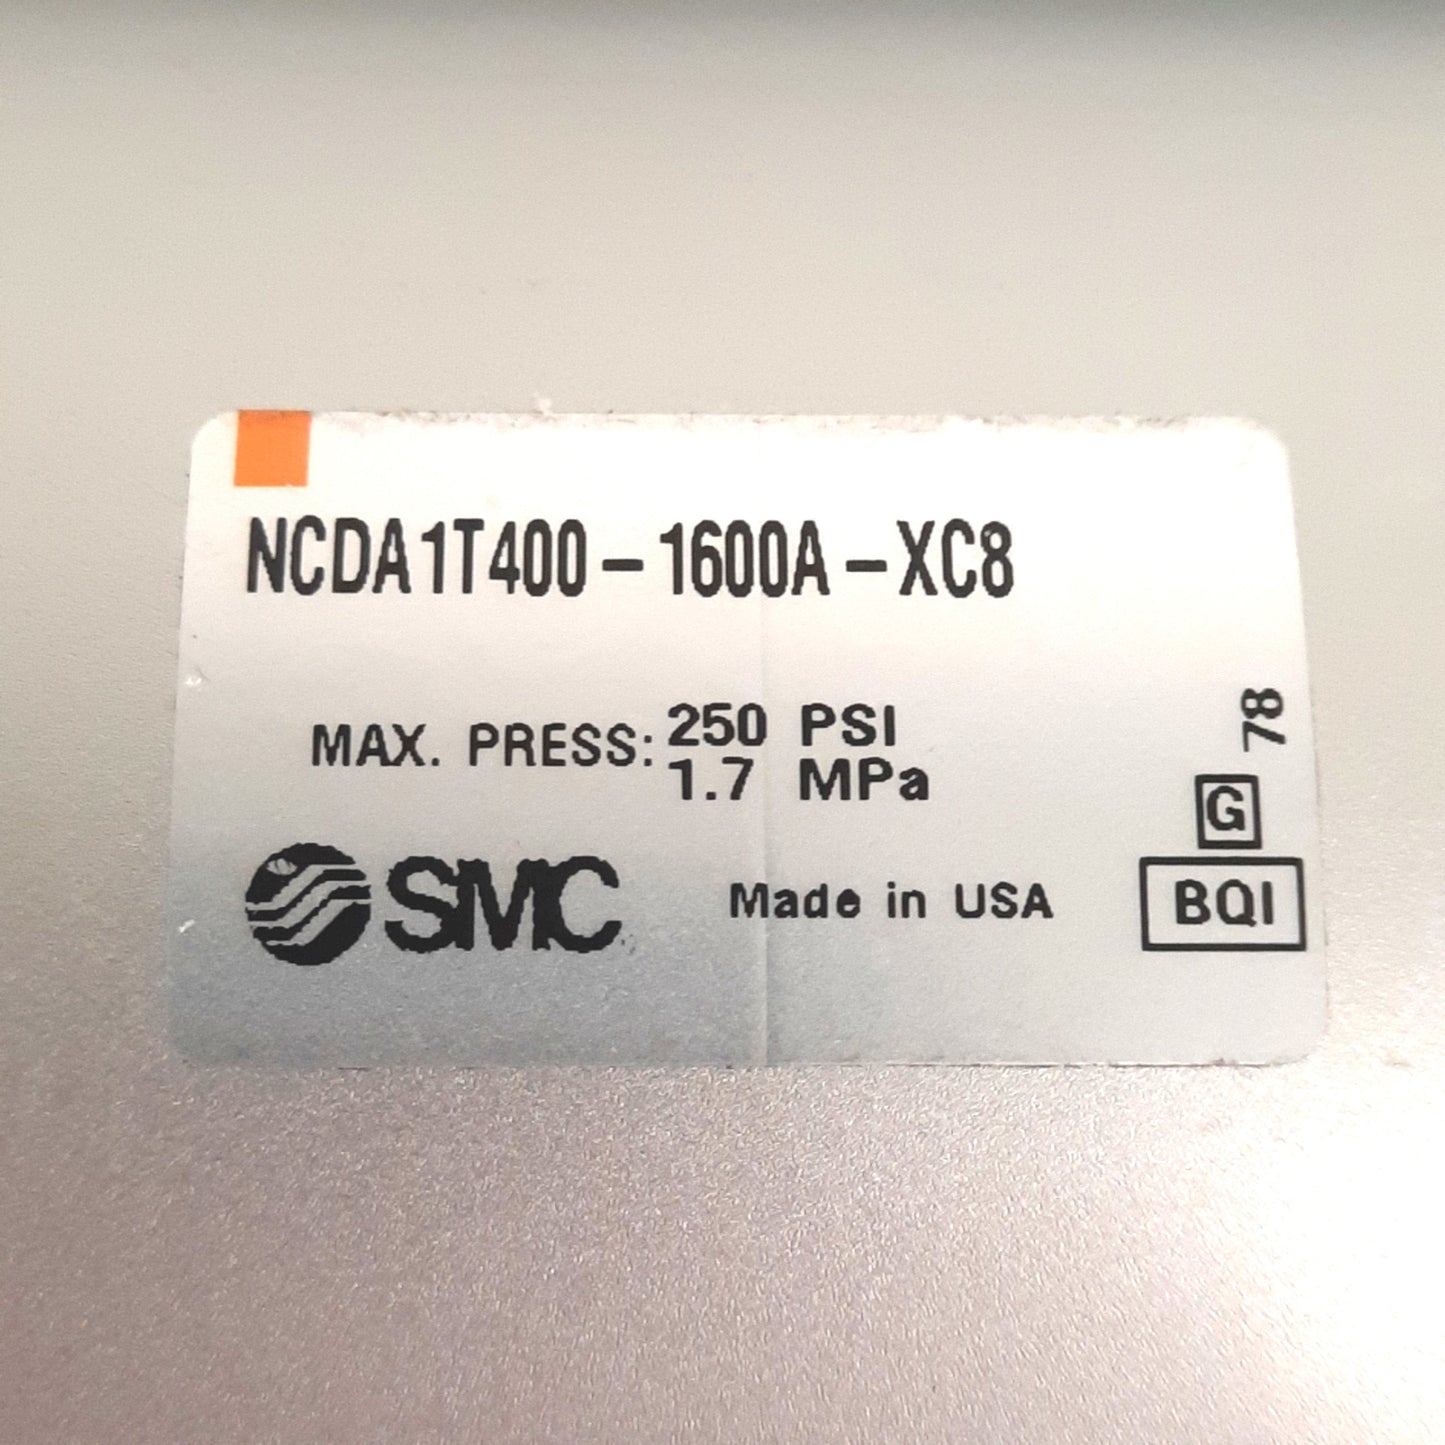 NCDA1T400-1600A-XC8
MAX. PRESS: 250 PSI
1.7 MPa
78
G
SMC Made in USA BQI